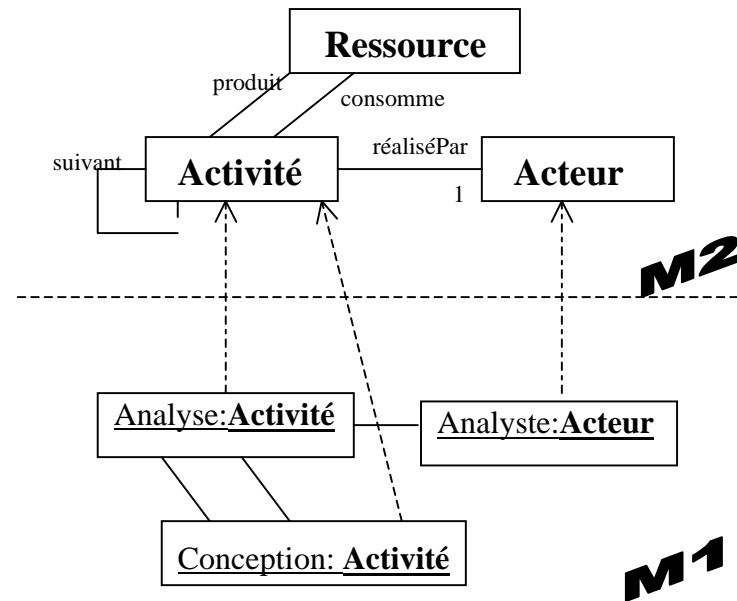 Ressource
produit
consomme
suivant
Activité
réaliséPar
1
Acteur
M2
Analyse:Activité
Analyste:Acteur
Conception: Activité
M1